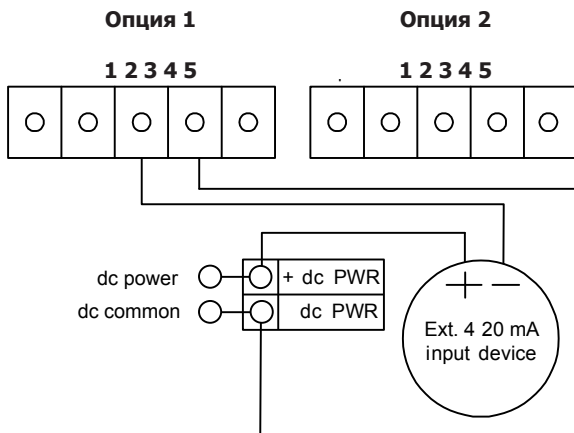 Опция 1
Опция 2
1 2 3 4 5
1 2 3 4 5
dc power
+ dc PWR
dc common
dc PWR
+ −
Ext. 4 20 mA
input device